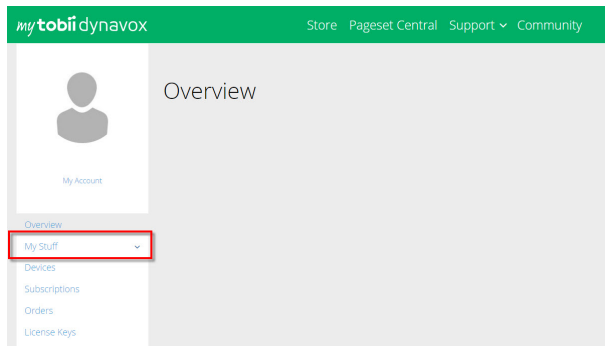 my tobii dynavox Store Pageset Central Support Community
Overview
My Account
Overview
My Stuff
Devices
Subscriptions
Orders
License Keys